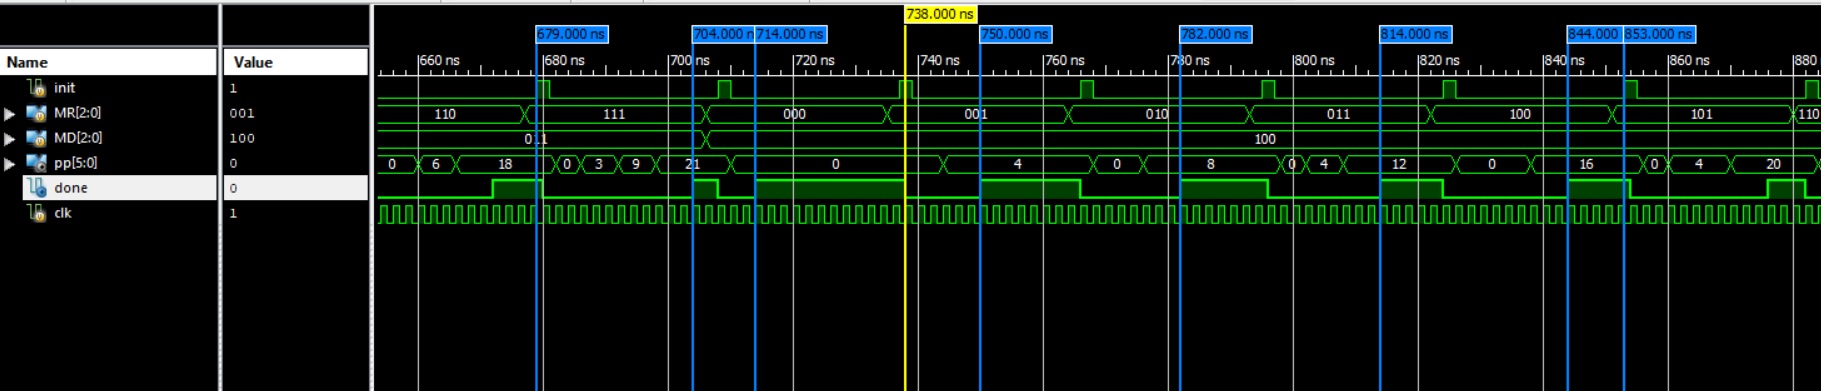 738.000 ns
679.000 ns 704.000 n 714.000 ns 750.000 ns 782.000 ns 814.000 ns 844.000 853.000 ns
Name Value 660 ns 680 ns 700 ns 720 ns 740 ns 760 ns 780 ns 800 ns 820 ns 840 ns 860 ns 880
init 1
MR[2:0] 001 110 111 000 001 010 011 100 101 110
MD[2:0] 100 011 100
pp[5:0] 0 0 6 18 0 3 9 21 0 4 0 8 0 4 12 0 16 0 4 20
done 0
clk 1